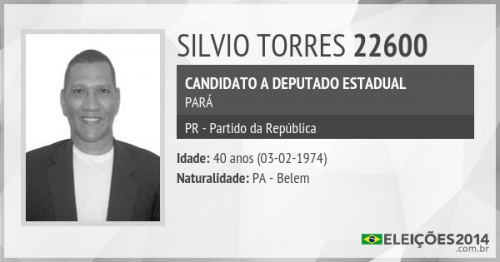 SILVIO TORRES 22600
CANDIDATO A DEPUTADO ESTADUAL
PARÁ
PR - Partido da República
Idade: 40 anos (03-02-1974)
Naturalidade: PA - Belem
ELEIÇÕES2014
.com.br